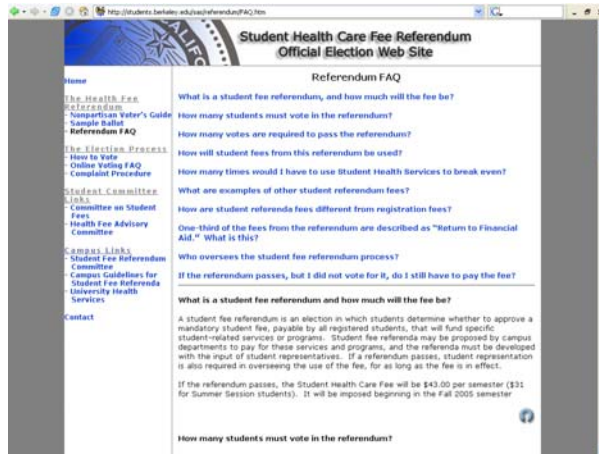 http://students.berkeley.edu/sas/referendum/FAQ.htm
CALIFO
Student Health Care Fee Referendum
Official Election Web Site
Home
The Health Fee
Referendum
- Nonpartisan Voter's Guide
- Sample Ballot
- Referendum FAQ
The Election Process
- How to Vote
- Online Voting FAQ
- Complaint Procedure
Student Committee
Links
- Committee on Student
Fees
- Health Fee Advisory
Committee
Campus Links
- Student Fee Referendum
Committee
- Campus Guidelines for
Student Fee Referenda
- University Health
Services
Contact
Referendum FAQ
What is a student fee referendum, and how much will the fee be?
How many students must vote in the referendum?
How many votes are required to pass the referendum?
How will student fees from this referendum be used?
How many times would I have to use Student Health Services to break even?
What are examples of other student referendum fees?
How are student referenda fees different from registration fees?
One-third of the fees from the referendum are described as "Return to Financial
Aid." What is this?
Who oversees the student fee referendum process?
If the referendum passes, but I did not vote for it, do I still have to pay the fee?
What is a student fee referendum and how much will the fee be?
A student fee referendum is an election in which students determine whether to approve a
mandatory student fee, payable by all registered students, that will fund specific
student-related services or programs. Student fee referenda may be proposed by campus
departments to pay for these services and programs, and the referenda must be developed
with the input of student representatives. If a referendum passes, student representation
is also required in overseeing the use of the fee, for as long as the fee is in effect.
If the referendum passes, the Student Health Care Fee will be $43.00 per semester ($31
for Summer Session students). It will be imposed beginning in the Fall 2005 semester
How many students must vote in the referendum?